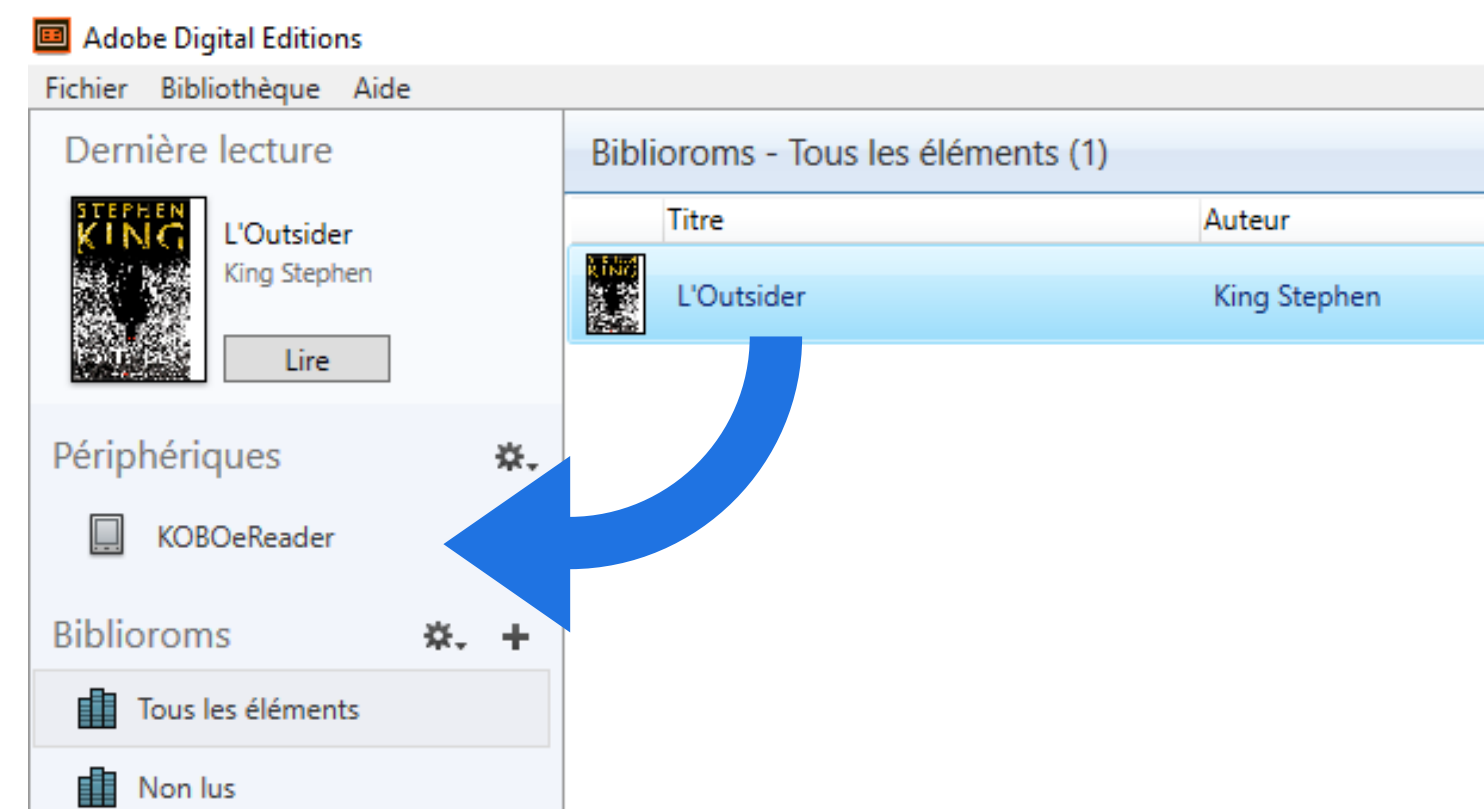 Adobe Digital Editions
Fichier Bibliothèque Aide
Dernière lecture
STEPHEN
KING
L'Outsider
King Stephen
Lire
Périphériques
KOBOeReader
Biblioroms
Tous les éléments
Non lus
Biblioroms - Tous les éléments (1)
Titre Auteur
KING
L'Outsider King Stephen